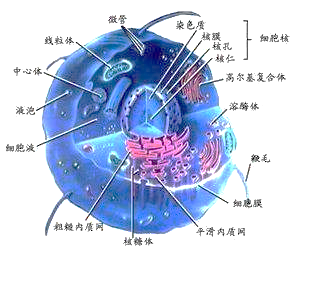 微管
染色质
核膜
核孔
核仁
细胞核
线粒体
中心体
高尔基复合体
液泡
溶酶体
细胞液
鞭毛
细胞膜
粗糙内质网
核糖体
平滑内质网